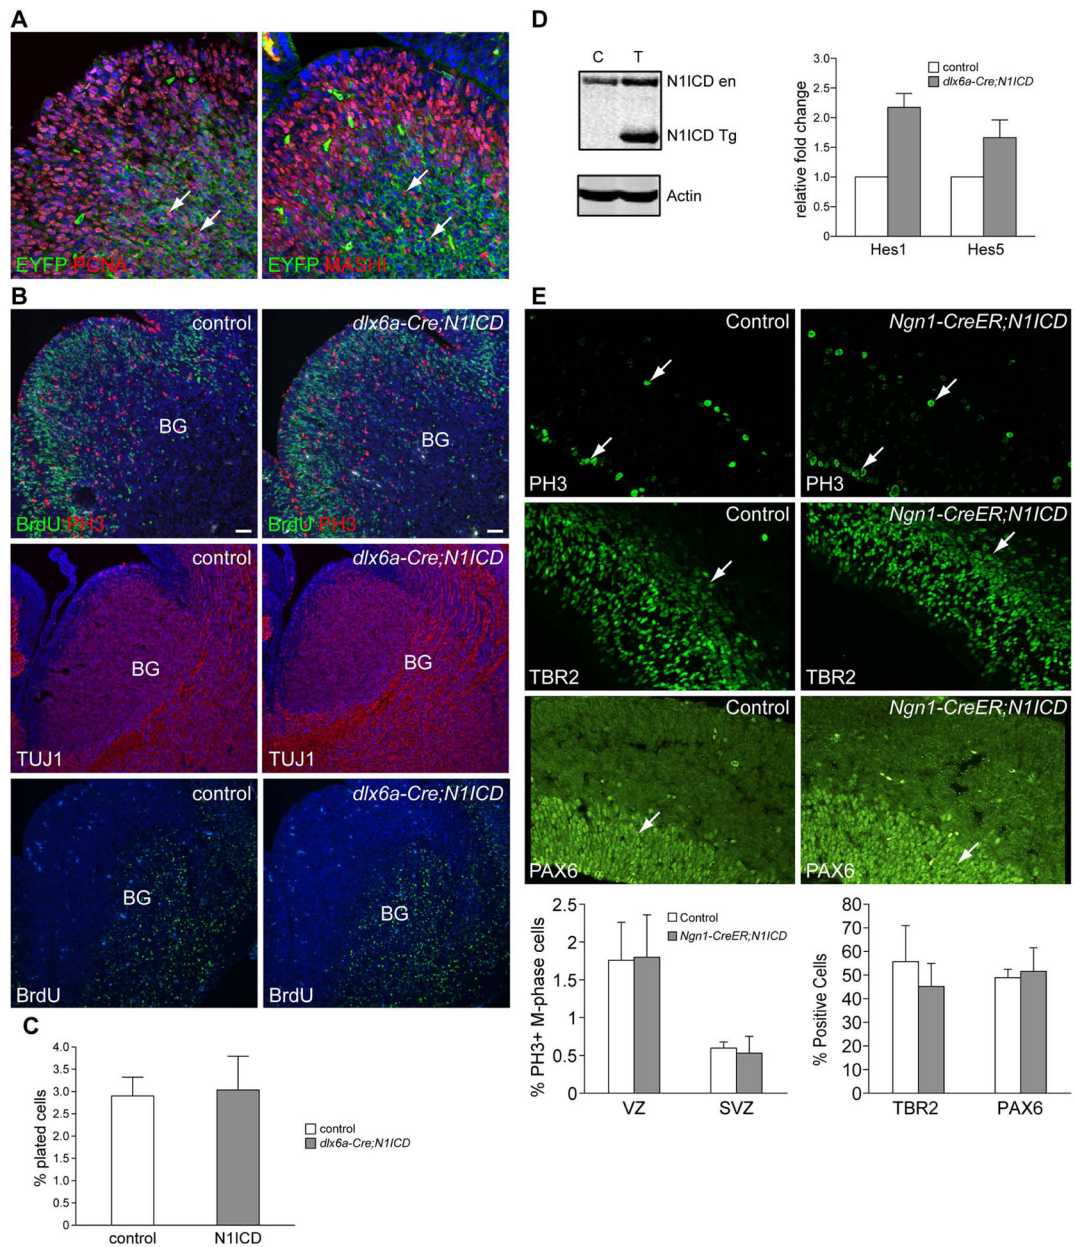 A
EYFP PCNA
EYFP MASHI
B
control
dlx6a-Cre;N1ICD
BG
BG
BrdU PH3
control
dlx6a-Cre;N1ICD
BG
BG
TUJ1
control
dlx6a-Cre;N1ICD
BG
BG
BrdU
BrdU
C
4.0
3.5
3.0
2.5
2.0
1.5
1.0
0.5
0
% plated cells
control
N1ICD
control
dlx6a-Cre;N1ICD
D
C T
N1ICD en
N1ICD Tg
Actin
3.0
2.5
2.0
1.5
1.0
0.5
0
relative fold change
control
dlx6a-Cre;N1ICD
Hes1
Hes5
E
Control
Ngn1-CreER;N1ICD
PH3
PH3
Control
Ngn1-CreER;N1ICD
TBR2
TBR2
Control
Ngn1-CreER;N1ICD
PAX6
PAX6
2.5
2
1.5
1
0.5
0
% PH3+ M-phase cells
Control
Ngn1-CreER;N1ICD
VZ
SVZ
80
70
60
50
40
30
20
10
0
% Positive Cells
TBR2
PAX6